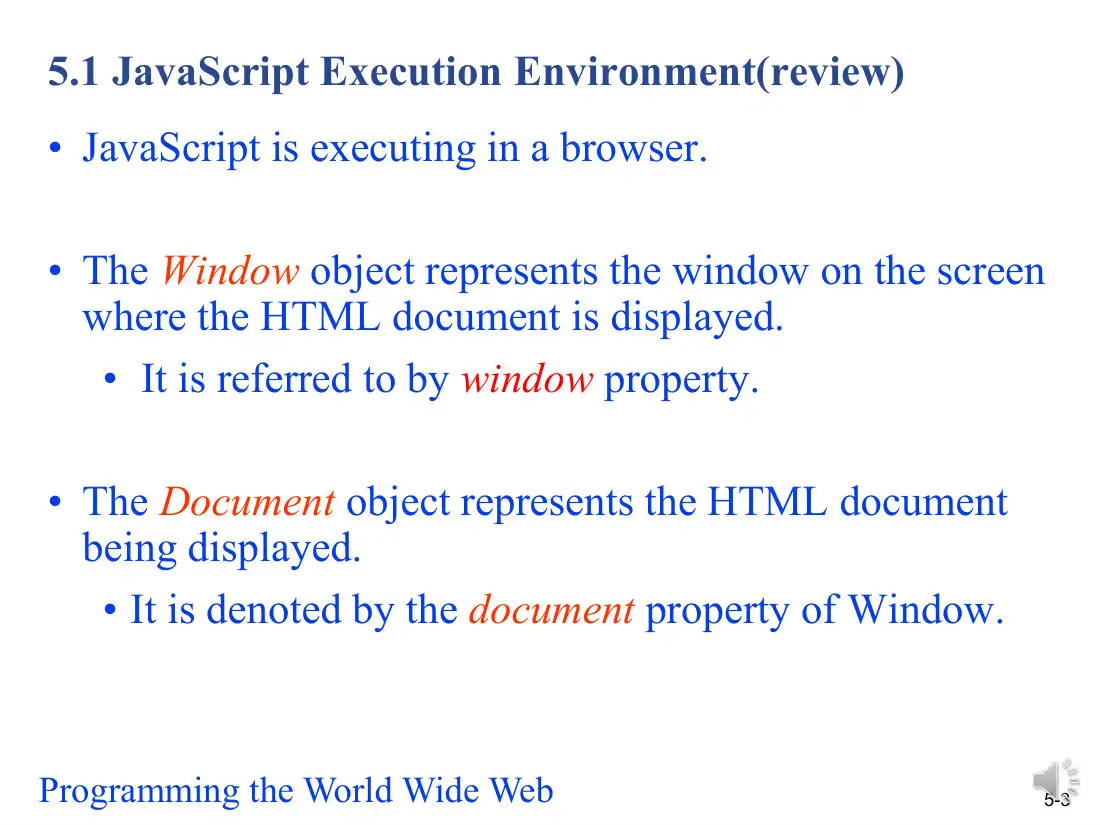 5.1 JavaScript Execution Environment(review)
• JavaScript is executing in a browser.
• The Window object represents the window on the screen
where the HTML document is displayed.
• It is referred to by window property.
• The Document object represents the HTML document
being displayed.
• It is denoted by the document property of Window.
Programming the World Wide Web
5-3